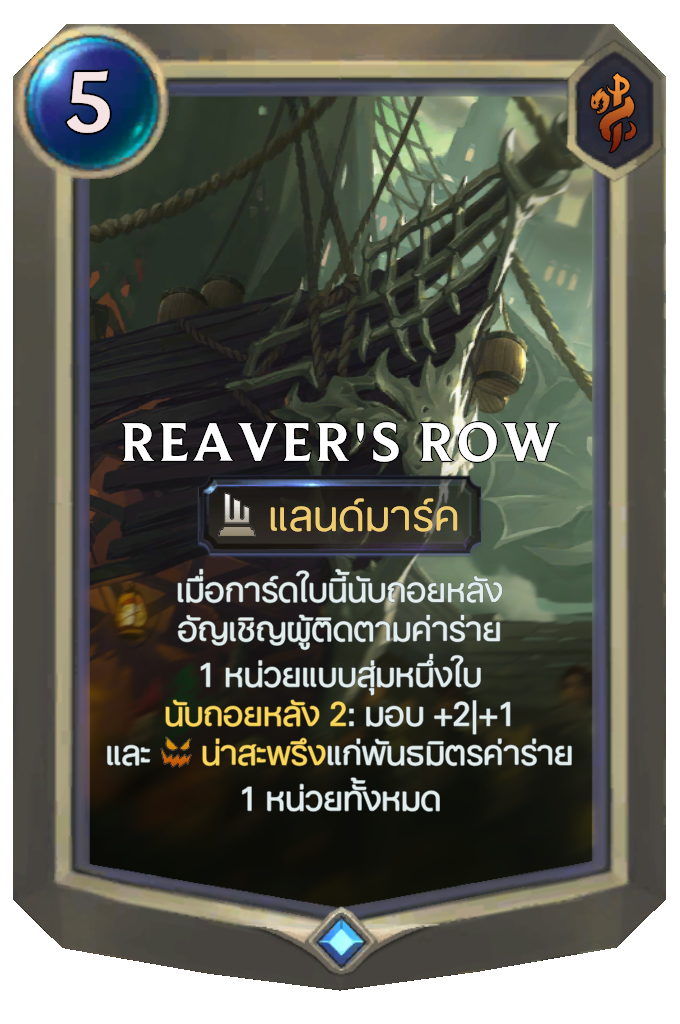 5
REAVER'S ROW
แลนด์มาร์ค
เมื่อการ์ดใบนี้นับถอยหลัง
อัญเชิญผู้ติดตามค่าร่าย
1 หน่วยแบบสุ่มหนึ่งใบ
นับถอยหลัง 2: มอบ +2|+1
และ น่าสะพรึงแก่พันธมิตรค่าร่าย
1 หน่วยทั้งหมด